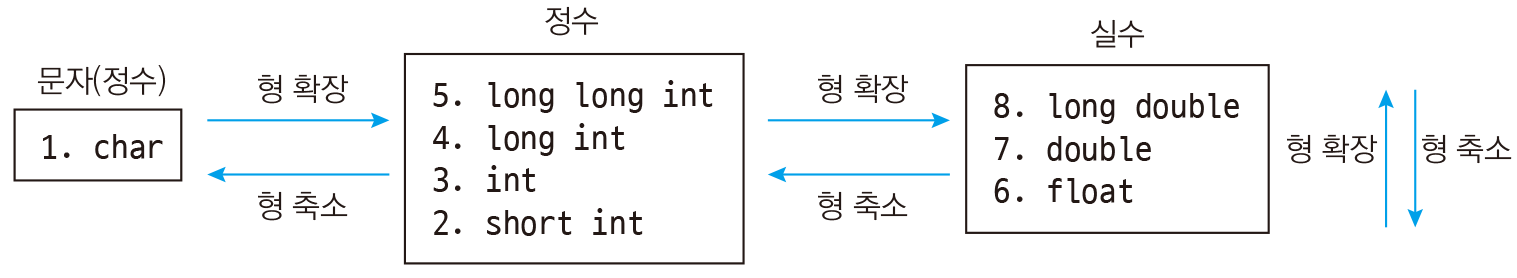 문자(정수)
1. char
형 확장
형 축소
정수
5. long long int
4. long int
3. int
2. short int
형 확장
형 축소
실수
8. long double
7. double
6. float
형 확장
형 축소